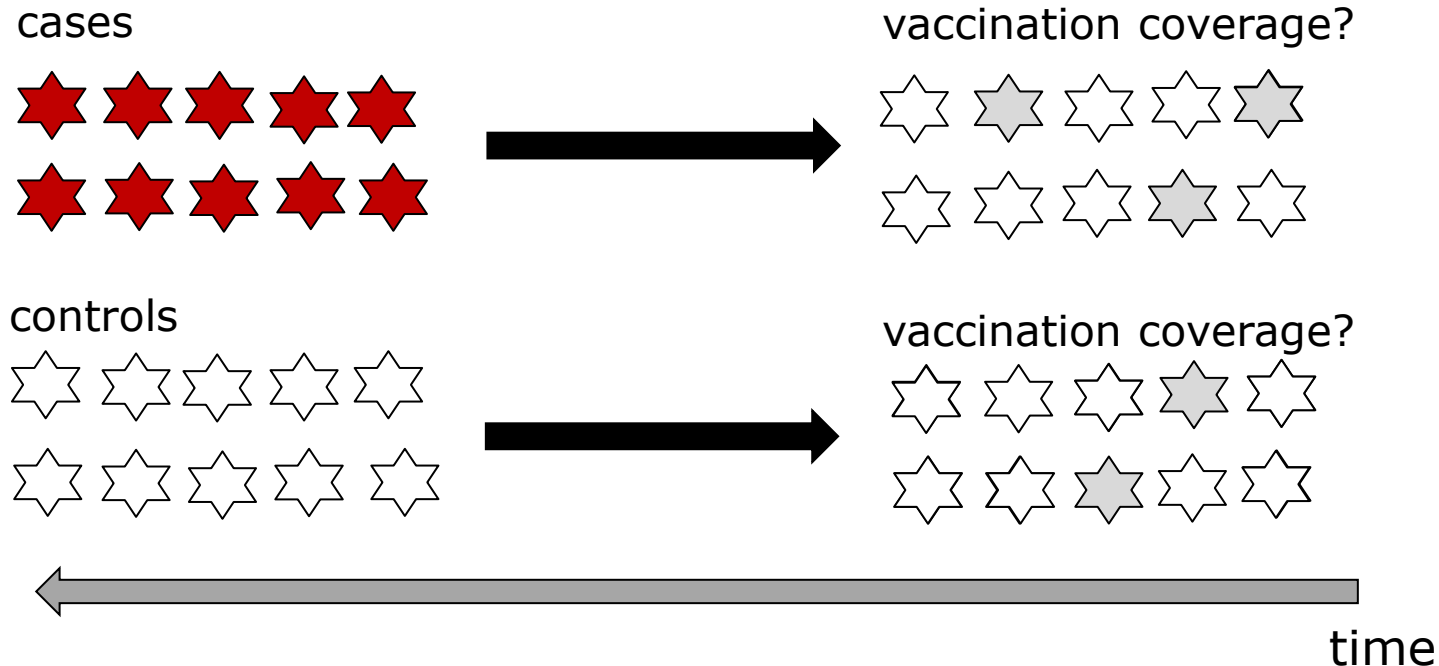 cases
vaccination coverage?
controls
vaccination coverage?
time